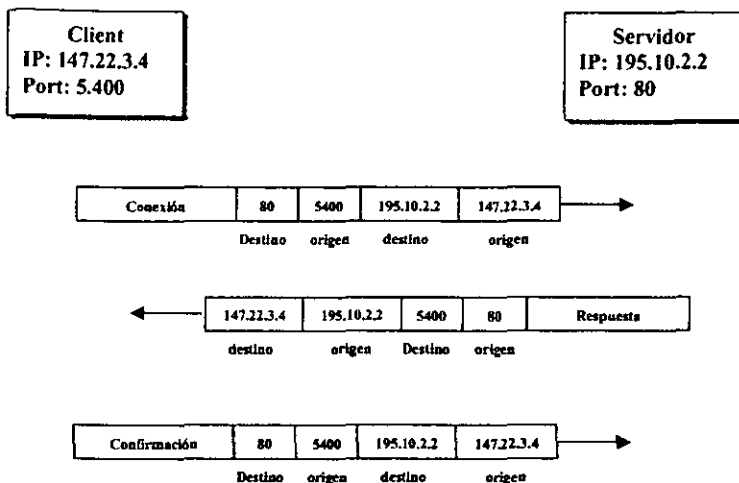 Client
IP: 147.22.3.4
Port: 5.400
Servidor
IP: 195.10.2.2
Port: 80
Conexión 80 5400 195.10.2.2 147.22.3.4
Destino origen destino origen
147.22.3.4 195.10.2.2 5400 80 Respuesta
destino origen Destino origen
Confirmación 80 5400 195.10.2.2 147.22.3.4
Destino origen destino origen